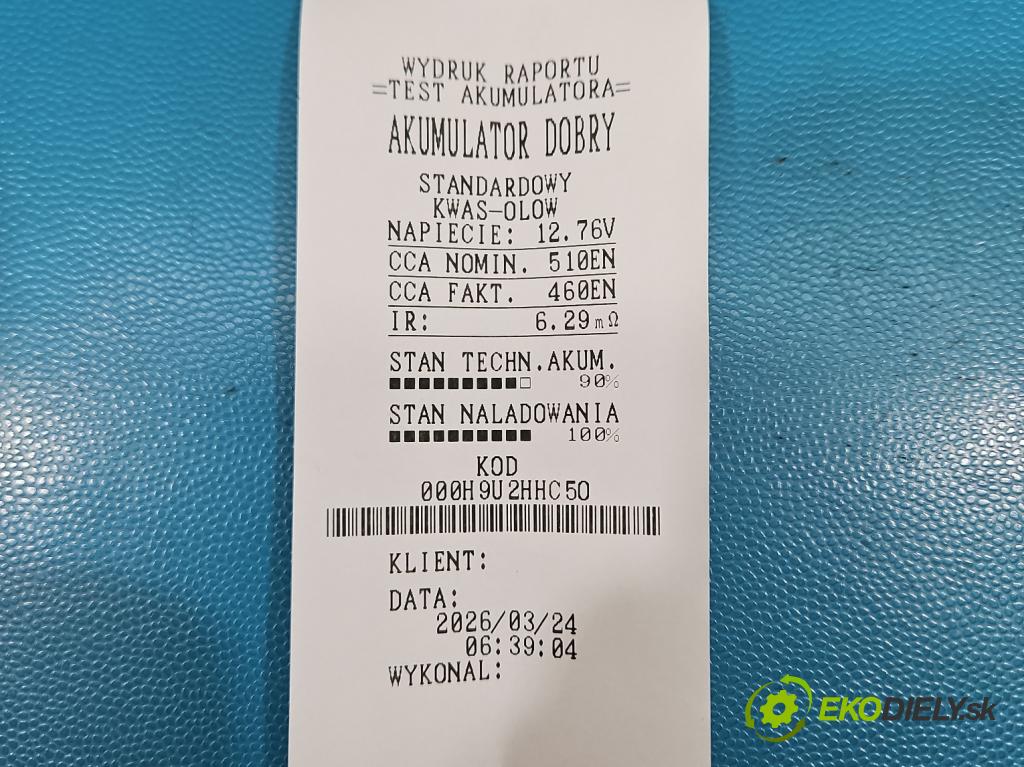 WYDRUK RAPORTU
=TEST AKUMULATORA=
AKUMULATOR DOBRY
STANDARDOWY
KWAS-OLOW
NAPIECIE: 12.76V
CCA NOMIN. 510EN
CCA FAKT. 460EN
IR: 6.29mΩ
STAN TECHN.AKUM.
90%
STAN NALADOWANIA
100%
KOD
000H9U2HHC50
KLIENT:
DATA:
2026/03/24
06:39:04
WYKONAL:
EKODIELY.sk